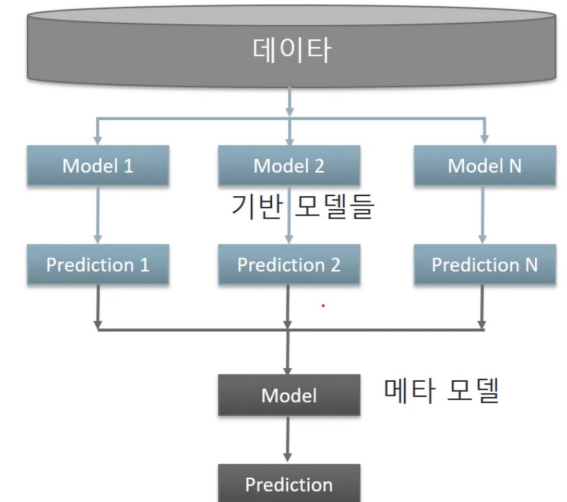 데이타
Model 1
Model 2
Model N
기반 모델들
Prediction 1
Prediction 2
Prediction N
Model
메타 모델
Prediction